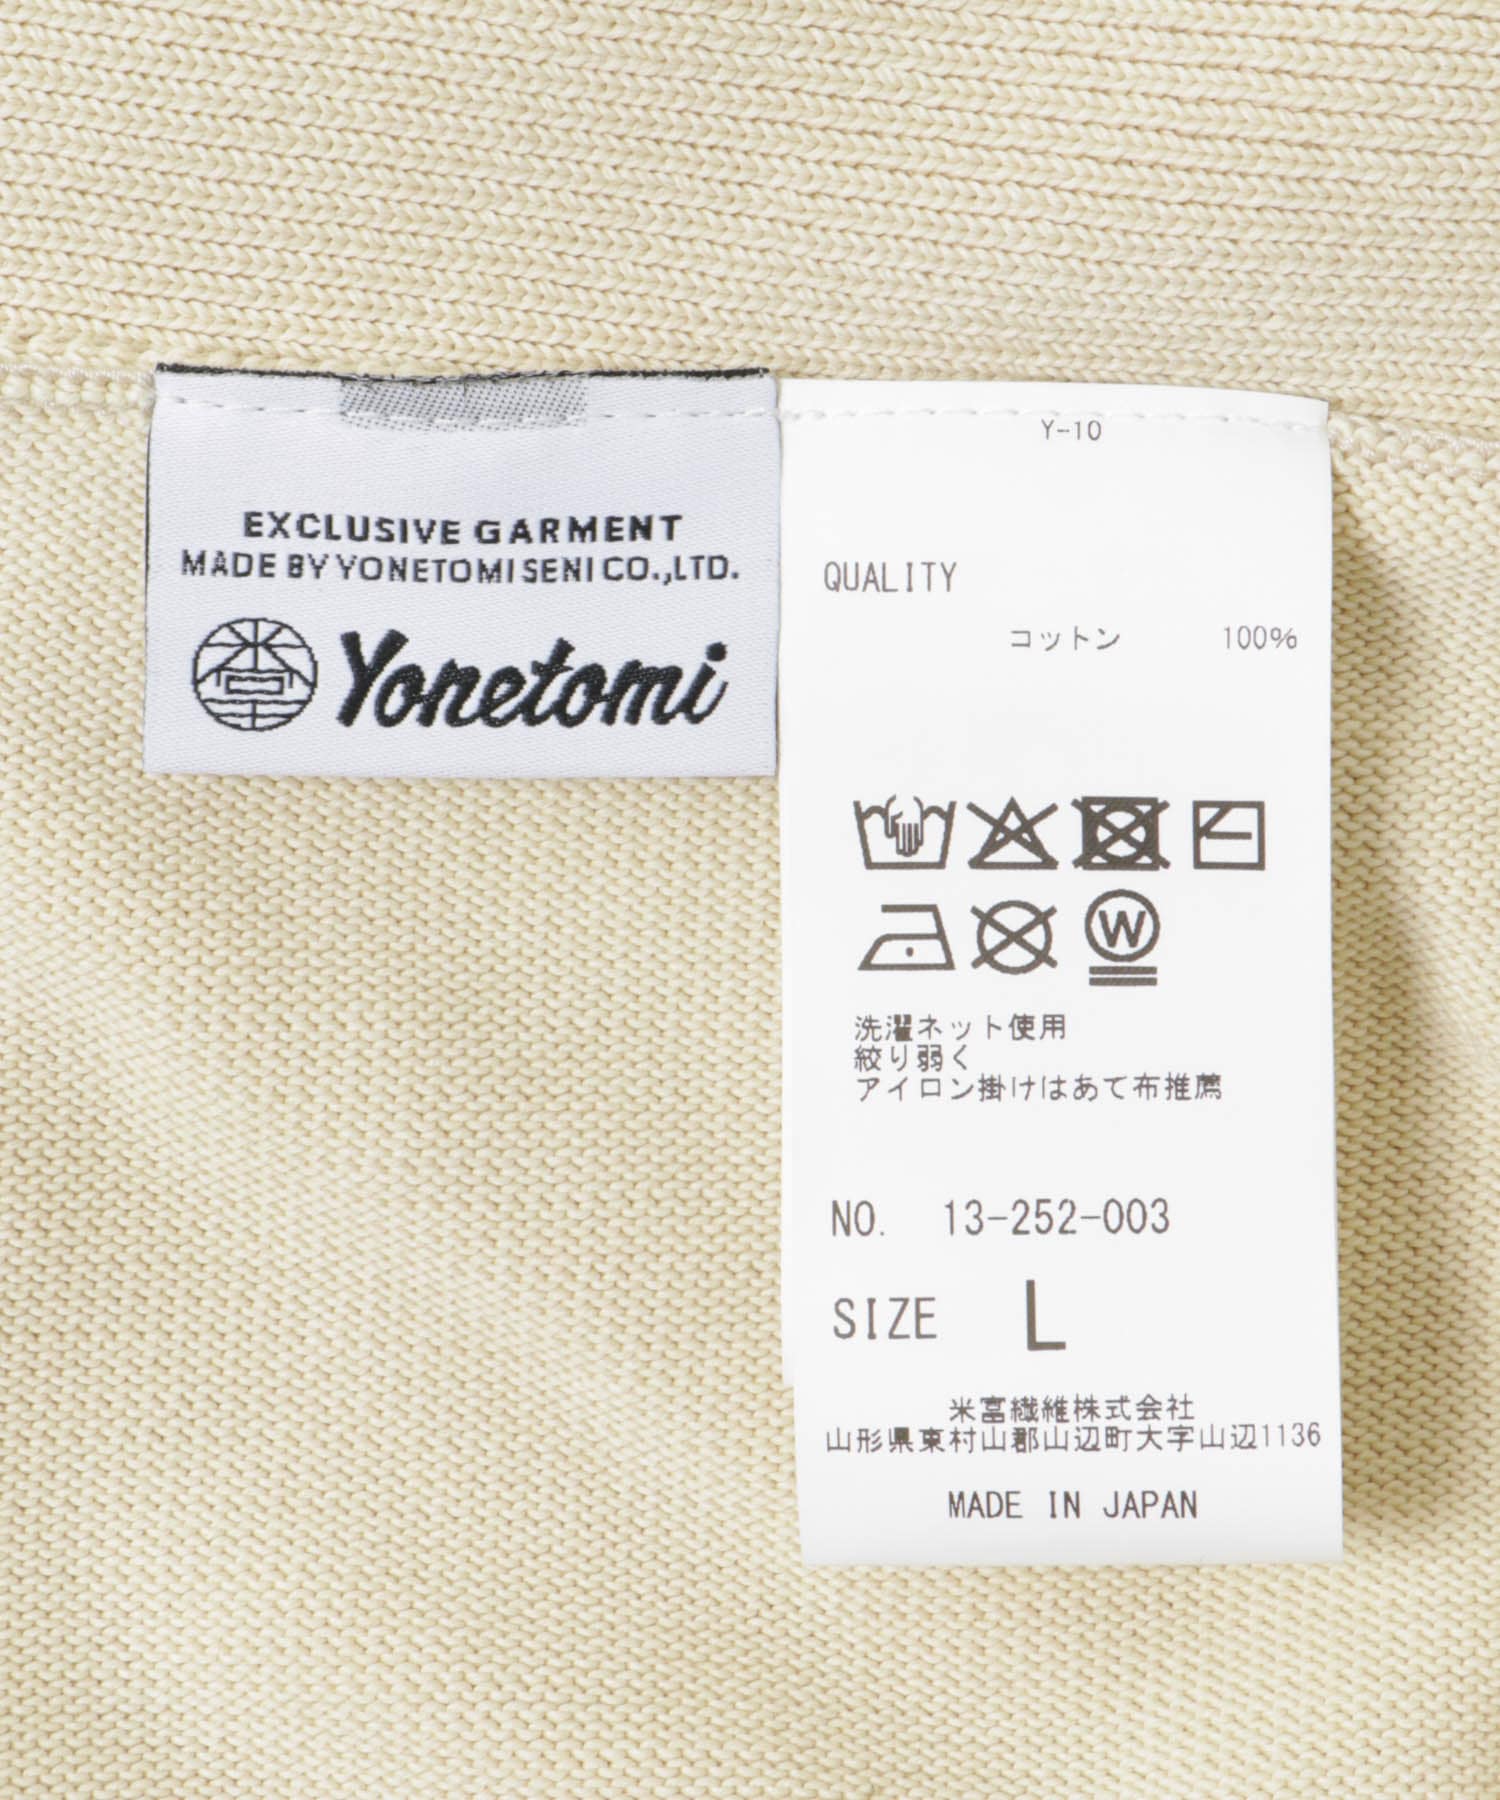 EXCLUSIVE GARMENT
MADE BY YONETOMI SENI CO.,LTD.
Yonetomi
Y-10
QUALITY
コットン 100%
W
洗濯ネット使用
絞り弱く
アイロン掛けはあて布推薦
NO. 13-252-003
SIZE L
米富繊維株式会社
山形県東村山郡山辺町大字山辺1136
MADE IN JAPAN